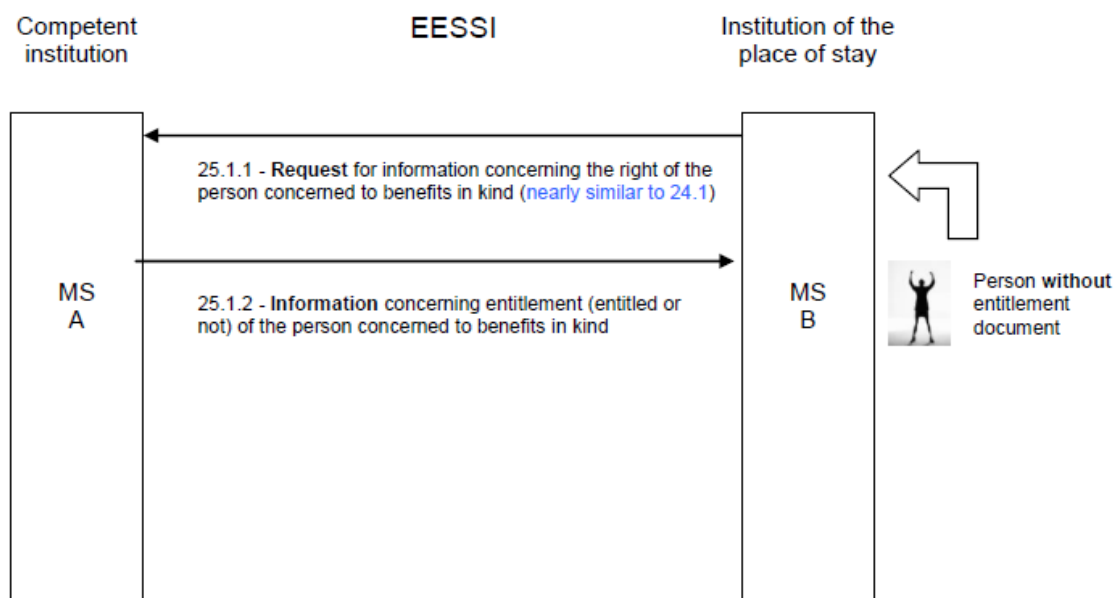 Competent
institution
EESSI
Institution of the
place of stay
25.1.1 - Request for information concerning the right of the
person concerned to benefits in kind (nearly similar to 24.1)
MS
A
25.1.2 - Information concerning entitlement (entitled or
not) of the person concerned to benefits in kind
MS
B
Person without
entitlement
document